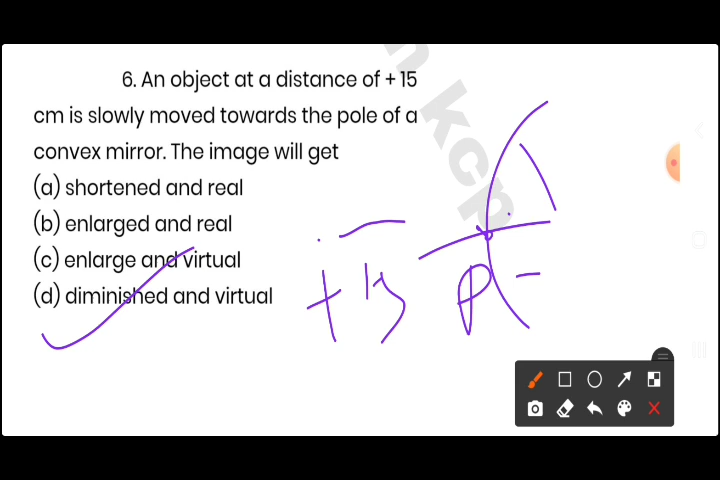 6. An object at a distance of + 15
cm is slowly moved towards the pole of a
convex mirror. The image will get
(a) shortened and real
(b) enlarged and real
(c) enlarge and virtual
(d) diminished and virtual
+15 P
n kcp